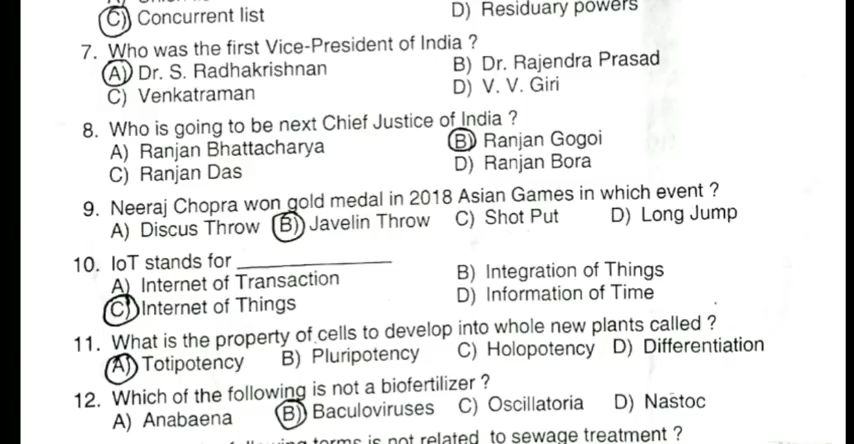 C) Concurrent list D) Residuary powers
7. Who was the first Vice-President of India ?
A) Dr. S. Radhakrishnan B) Dr. Rajendra Prasad
C) Venkatraman D) V. V. Giri
8. Who is going to be next Chief Justice of India ?
A) Ranjan Bhattacharya B) Ranjan Gogoi
C) Ranjan Das D) Ranjan Bora
9. Neeraj Chopra won gold medal in 2018 Asian Games in which event ?
A) Discus Throw B) Javelin Throw C) Shot Put D) Long Jump
10. IoT stands for ____________
A) Internet of Transaction B) Integration of Things
C) Internet of Things D) Information of Time
11. What is the property of cells to develop into whole new plants called ?
A) Totipotency B) Pluripotency C) Holopotency D) Differentiation
12. Which of the following is not a biofertilizer ?
A) Anabaena B) Baculoviruses C) Oscillatoria D) Nastoc
terms is not related to sewage treatment ?